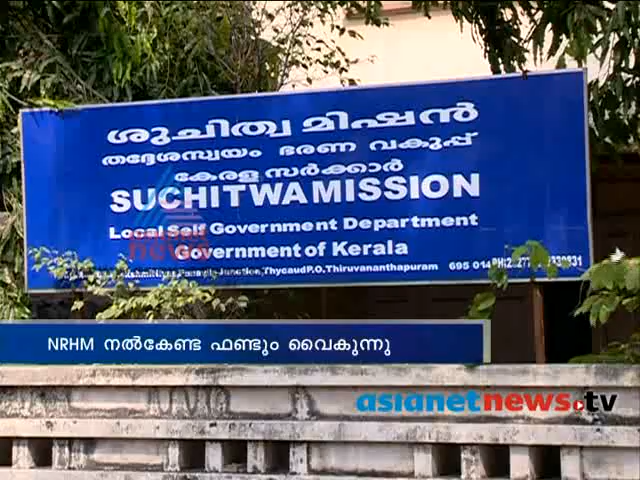 ശുചിത്വ മിഷൻ
തദ്ദേശസ്വയം ഭരണ വകുപ്പ്
കേരള സർക്കാർ
SUCHITWA MISSION
Local Self Government Department
Government of Kerala
Junction, Thycaud P.O, Thiruvananthapuram 695 014
NRHM നൽകേണ്ട ഫണ്ടും വൈകുന്നു
asianetnews.tv